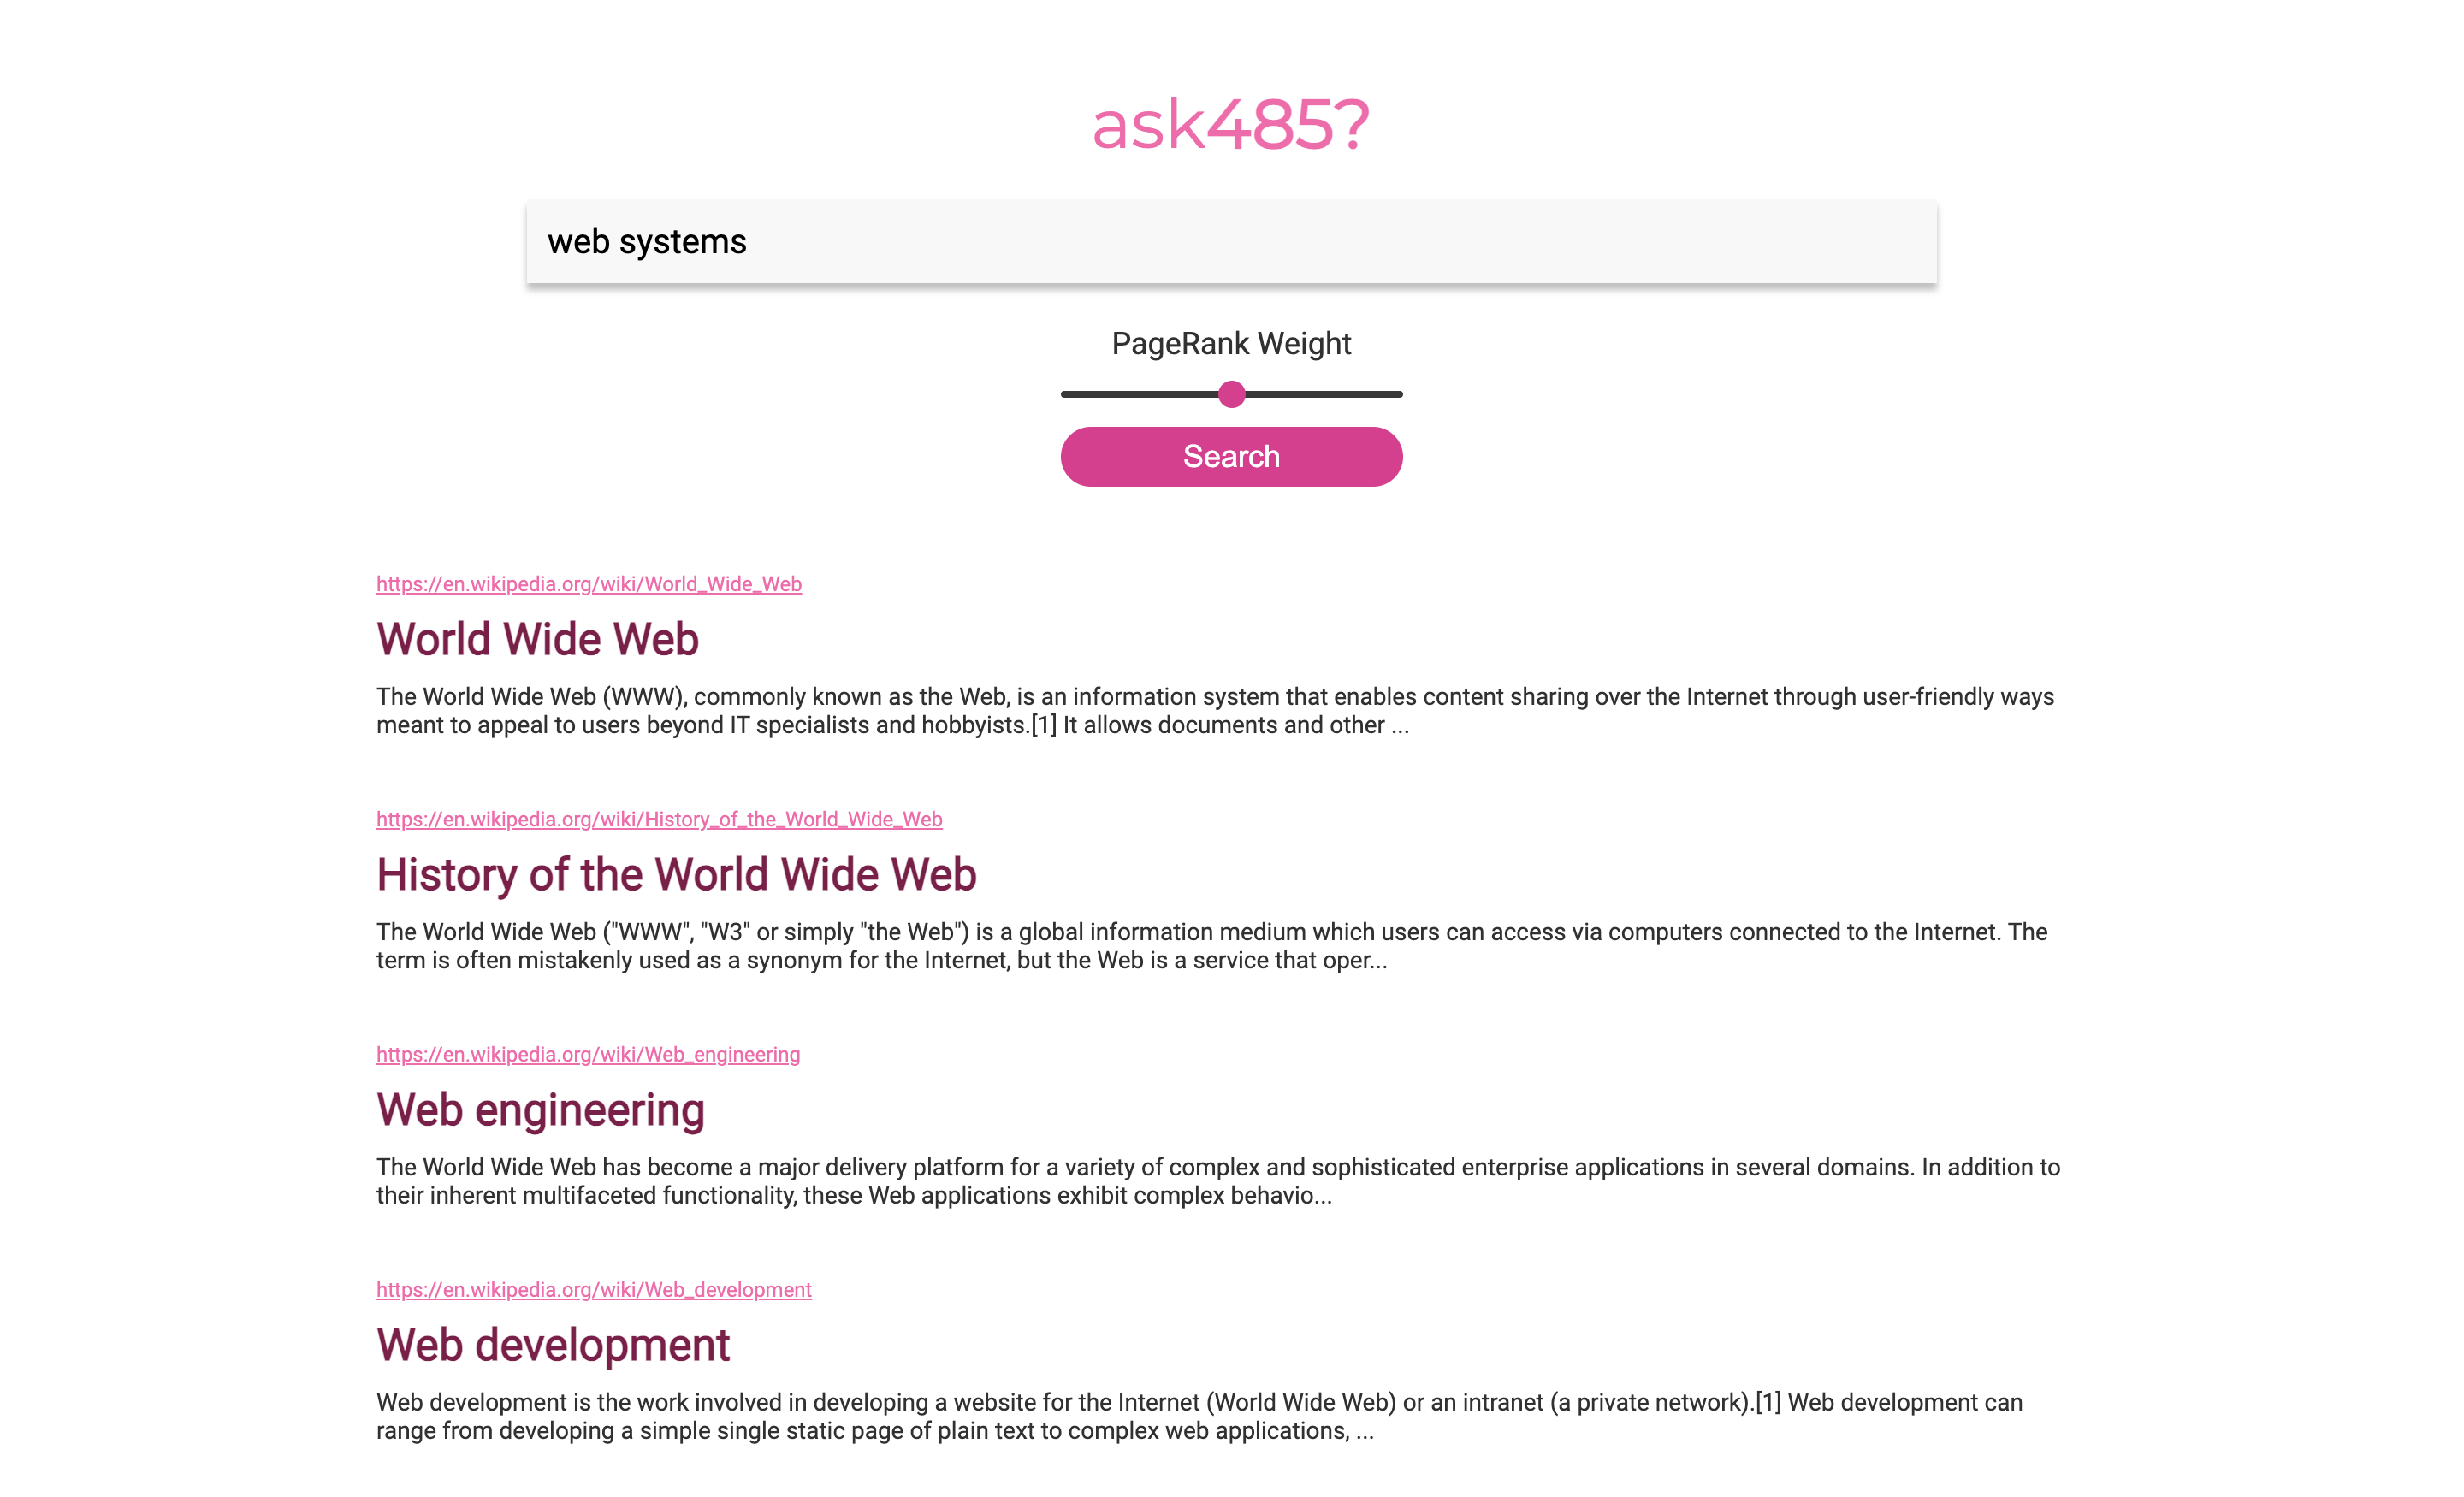 ask485?
web systems
PageRank Weight
Search
https://en.wikipedia.org/wiki/World_Wide_Web
World Wide Web
The World Wide Web (WWW), commonly known as the Web, is an information system that enables content sharing over the Internet through user-friendly ways
meant to appeal to users beyond IT specialists and hobbyists.[1] It allows documents and other ...
https://en.wikipedia.org/wiki/History_of_the_World_Wide_Web
History of the World Wide Web
The World Wide Web ("WWW", "W3" or simply "the Web") is a global information medium which users can access via computers connected to the Internet. The
term is often mistakenly used as a synonym for the Internet, but the Web is a service that oper...
https://en.wikipedia.org/wiki/Web_engineering
Web engineering
The World Wide Web has become a major delivery platform for a variety of complex and sophisticated enterprise applications in several domains. In addition to
their inherent multifaceted functionality, these Web applications exhibit complex behavio...
https://en.wikipedia.org/wiki/Web_development
Web development
Web development is the work involved in developing a website for the Internet (World Wide Web) or an intranet (a private network).[1] Web development can
range from developing a simple single static page of plain text to complex web applications, ...